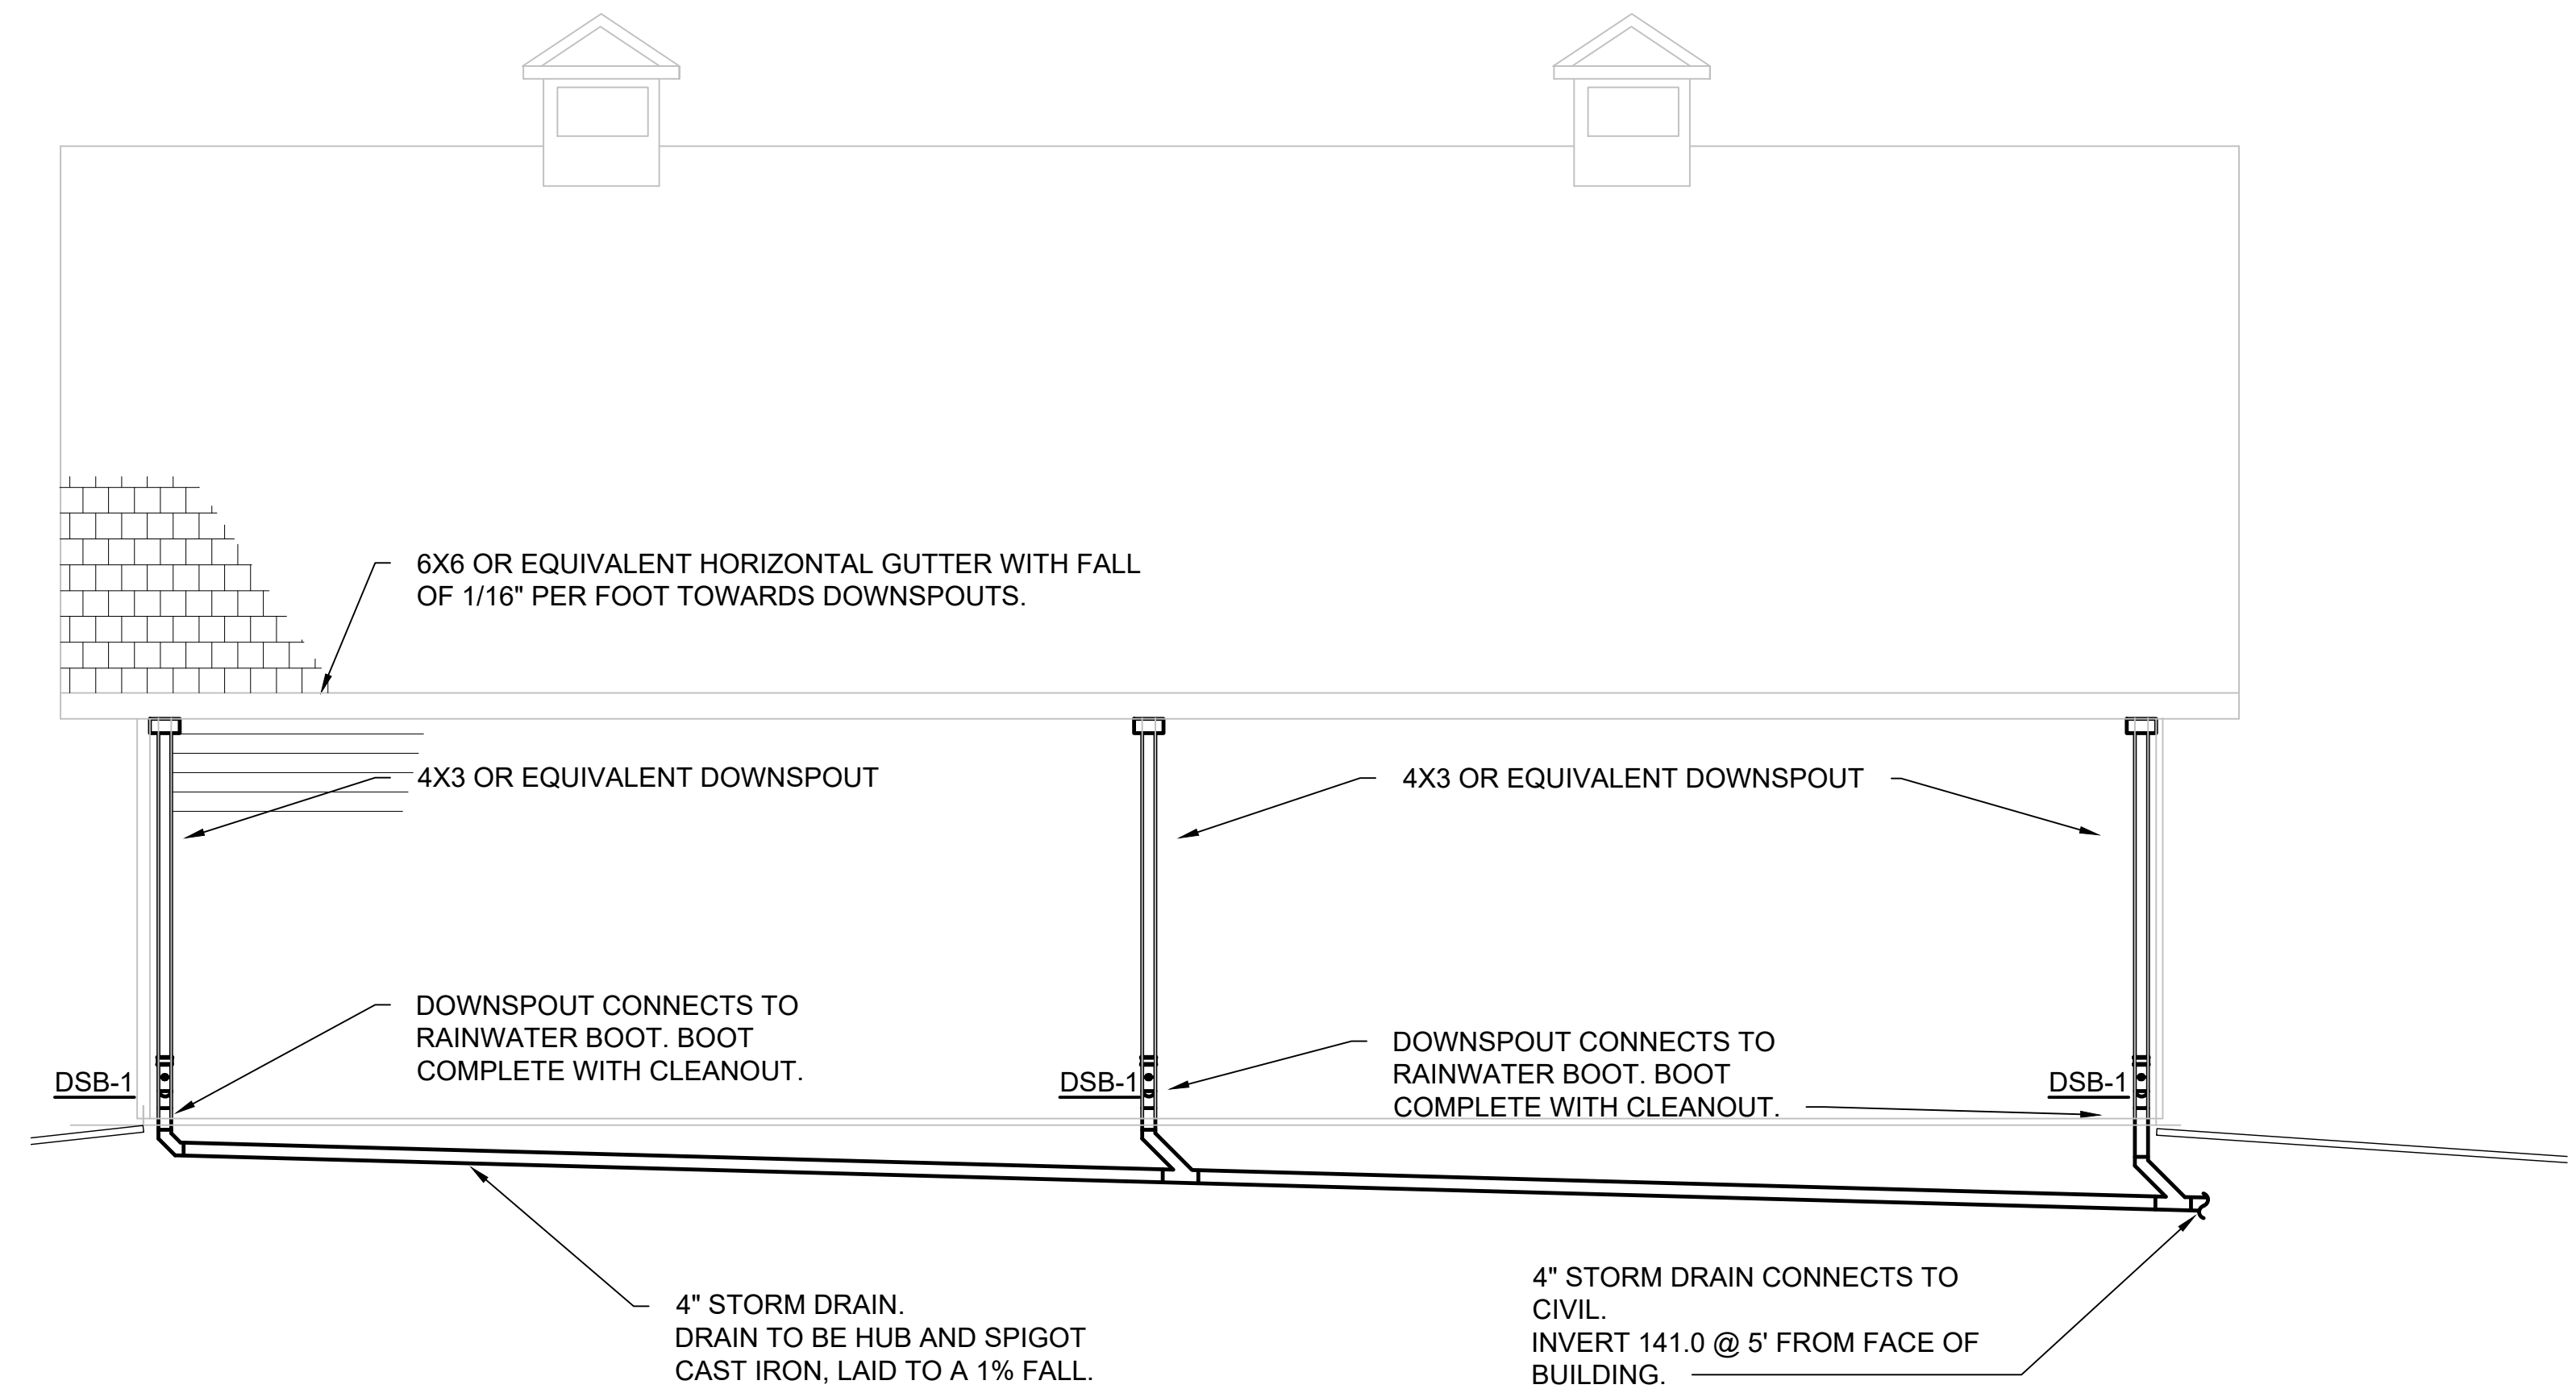 6X6 OR EQUIVALENT HORIZONTAL GUTTER WITH FALL
OF 1/16" PER FOOT TOWARDS DOWNSPOUTS.
4X3 OR EQUIVALENT DOWNSPOUT
4X3 OR EQUIVALENT DOWNSPOUT
DOWNSPOUT CONNECTS TO
RAINWATER BOOT. BOOT
COMPLETE WITH CLEANOUT.
DOWNSPOUT CONNECTS TO
RAINWATER BOOT. BOOT
COMPLETE WITH CLEANOUT.
DSB-1
DSB-1
DSB-1
4" STORM DRAIN.
DRAIN TO BE HUB AND SPIGOT
CAST IRON, LAID TO A 1% FALL.
4" STORM DRAIN CONNECTS TO
CIVIL.
INVERT 141.0 @ 5' FROM FACE OF
BUILDING.